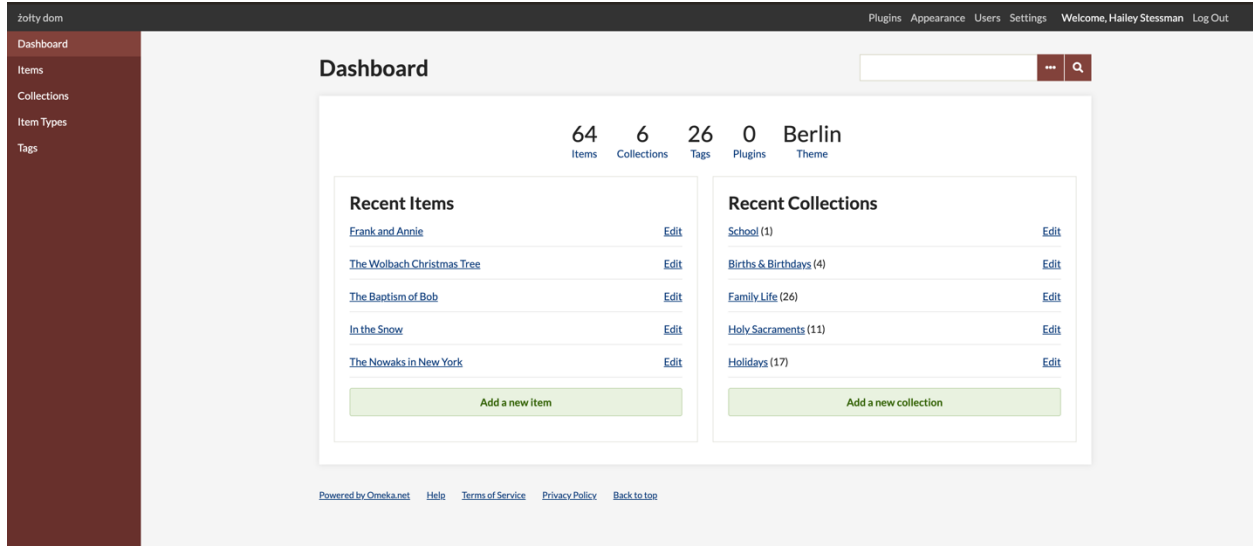 żołty dom
Plugins Appearance Users Settings Welcome, Hailey Stessman Log Out
Dashboard
Items
Collections
Item Types
Tags
Dashboard
64 6 26 0 Berlin
Items Collections Tags Plugins Theme
Recent Items
Frank and Annie Edit
The Wolbach Christmas Tree Edit
The Baptism of Bob Edit
In the Snow Edit
The Nowaks in New York Edit
Add a new item
Recent Collections
School (1) Edit
Births & Birthdays (4) Edit
Family Life (26) Edit
Holy Sacraments (11) Edit
Holidays (17) Edit
Add a new collection
Powered by Omeka.net Help Terms of Service Privacy Policy Back to top